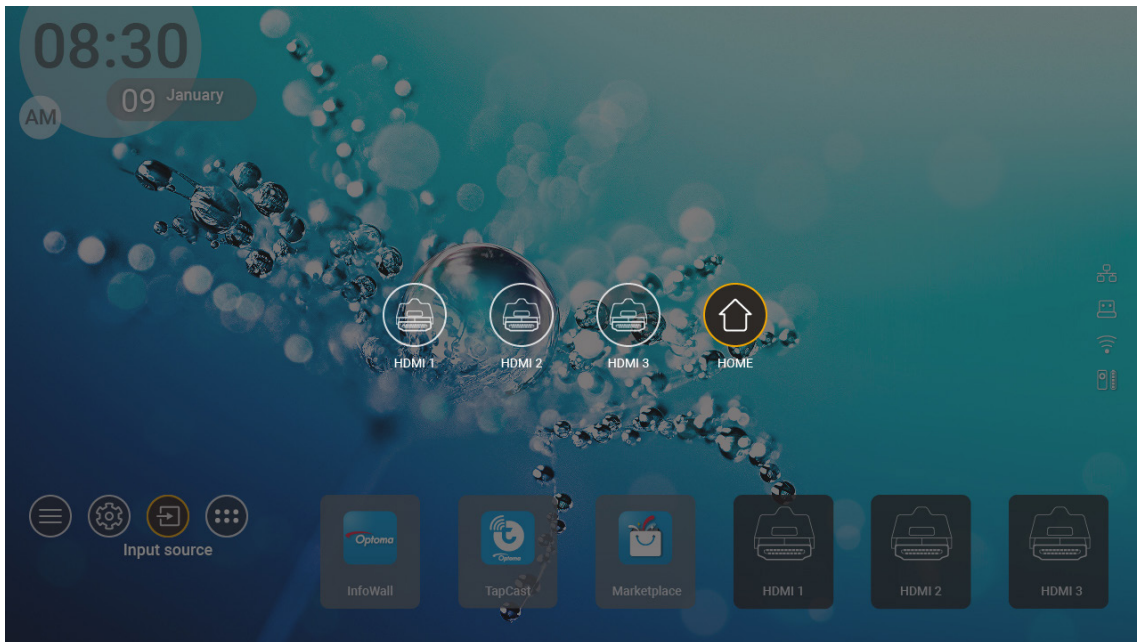 08:30
09 January
AM
HDMI 1 HDMI 2 HDMI 3 HOME
Input source
Optoma
Optoma
InfoWall TapCast Marketplace HDMI 1 HDMI 2 HDMI 3